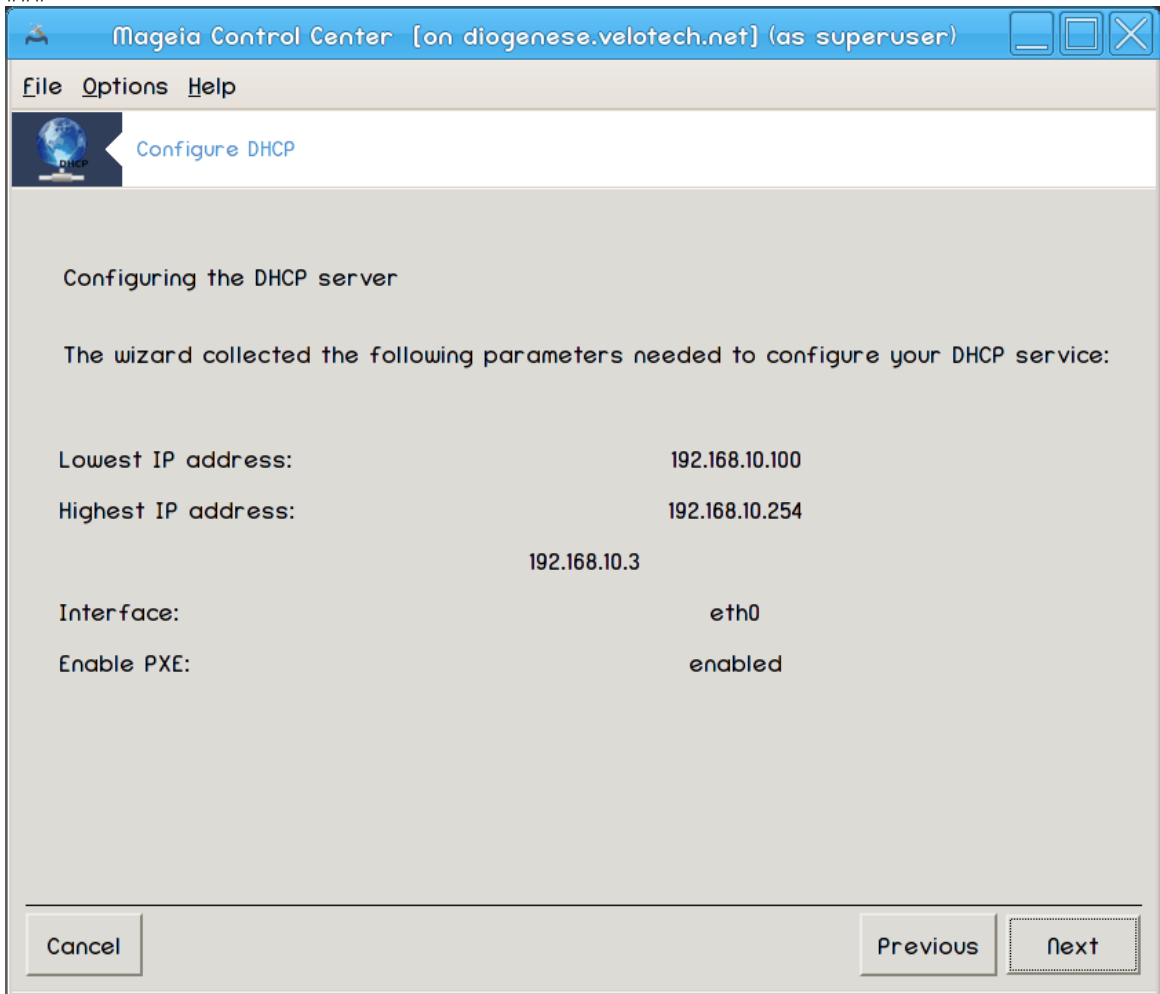 Mageia Control Center [on diogenese.velotech.net] (as superuser)
File Options Help
DHCP
Configure DHCP
Configuring the DHCP server
The wizard collected the following parameters needed to configure your DHCP service:
Lowest IP address: 192.168.10.100
Highest IP address: 192.168.10.254
192.168.10.3
Interface: eth0
Enable PXE: enabled
Cancel Previous Next